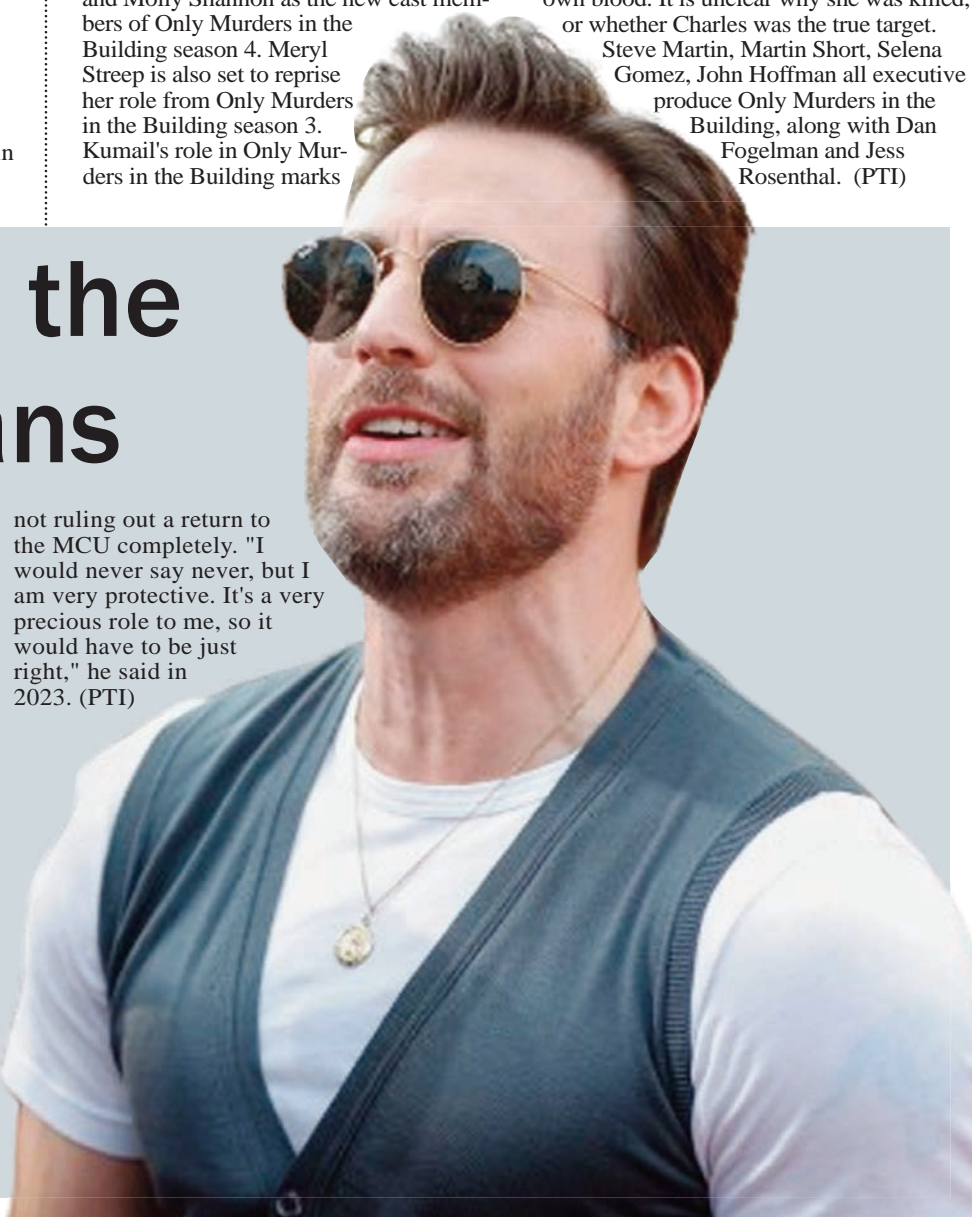 and Molly Shannon as the new cast mem-
bers of Only Murders in the
Building season 4. Meryl
Streep is also set to reprise
her role from Only Murders
in the Building season 3.
Kumail's role in Only Mur-
ders in the Building marks
own blood. It is unclear why she was killed,
or whether Charles was the true target.
Steve Martin, Martin Short, Selena
Gomez, John Hoffman all executive
produce Only Murders in the
Building, along with Dan
Fogelman and Jess
Rosenthal. (PTI)
the
ans
not ruling out a return to
the MCU completely. "I
would never say never, but I
am very protective. It's a very
precious role to me, so it
would have to be just
right," he said in
2023. (PTI)